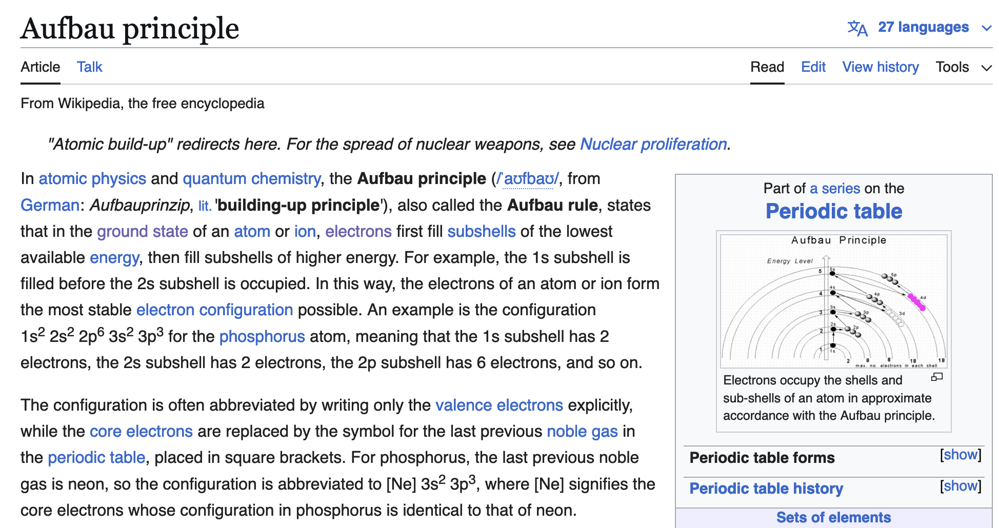 Aufbau principle
27 languages
Article Talk
Read Edit View history Tools
From Wikipedia, the free encyclopedia
"Atomic build-up" redirects here. For the spread of nuclear weapons, see Nuclear proliferation.
In atomic physics and quantum chemistry, the Aufbau principle (/ˈaʊfbaʊ/, from
German: Aufbauprinzip, lit. 'building-up principle'), also called the Aufbau rule, states
that in the ground state of an atom or ion, electrons first fill subshells of the lowest
available energy, then fill subshells of higher energy. For example, the 1s subshell is
filled before the 2s subshell is occupied. In this way, the electrons of an atom or ion form
the most stable electron configuration possible. An example is the configuration
1s² 2s² 2p⁶ 3s² 3p³ for the phosphorus atom, meaning that the 1s subshell has 2
electrons, the 2s subshell has 2 electrons, the 2p subshell has 6 electrons, and so on.
The configuration is often abbreviated by writing only the valence electrons explicitly,
while the core electrons are replaced by the symbol for the last previous noble gas in
the periodic table, placed in square brackets. For phosphorus, the last previous noble
gas is neon, so the configuration is abbreviated to [Ne] 3s² 3p³, where [Ne] signifies the
core electrons whose configuration in phosphorus is identical to that of neon.
Part of a series on the
Periodic table
Aufbau Principle
Energy Level
5 5s 5p
4 4s 4p 4d
3 3s 3p 3d
2 2s 2p
1 1s
2 8 8 18 18
max. no. electrons in each shell
Electrons occupy the shells and
sub-shells of an atom in approximate
accordance with the Aufbau principle.
Periodic table forms [show]
Periodic table history [show]
Sets of elements